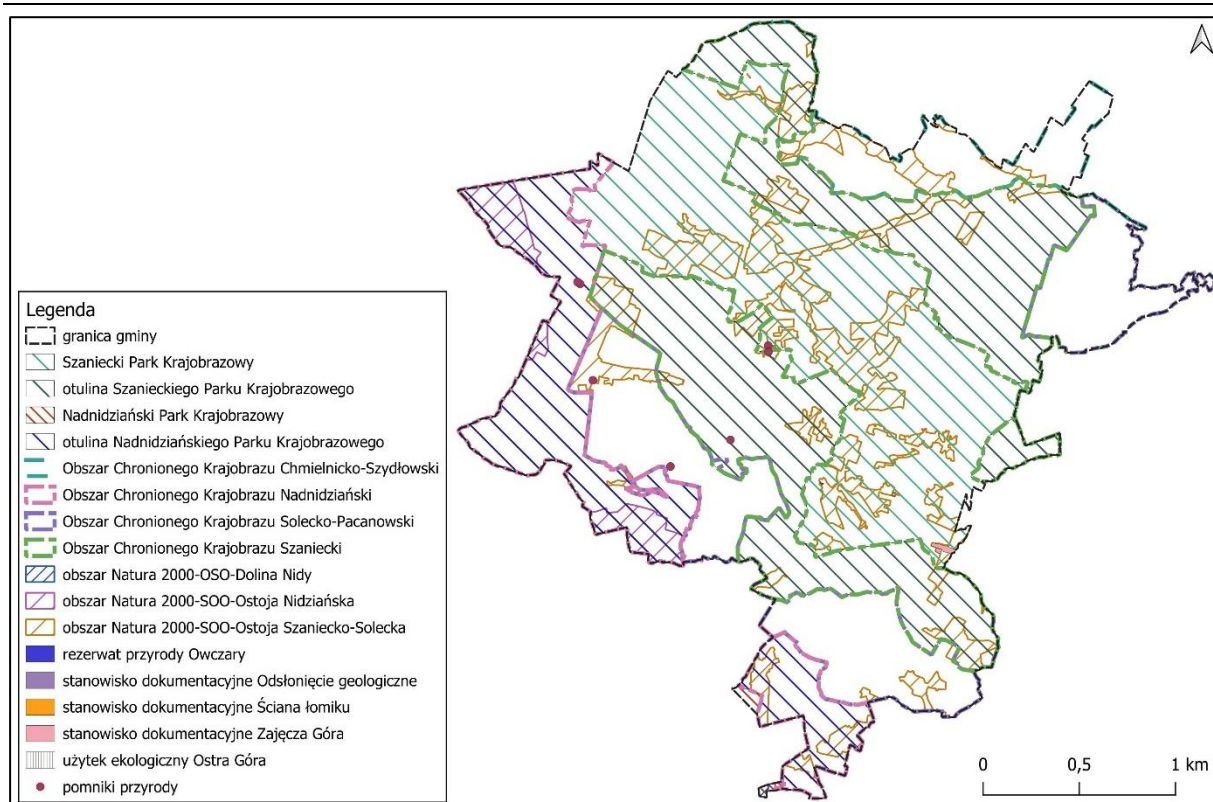 Legenda
granica gminy
Szaniecki Park Krajobrazowy
otulina Szanieckiego Parku Krajobrazowego
Nadnidziański Park Krajobrazowy
otulina Nadnidziańskiego Parku Krajobrazowego
Obszar Chronionego Krajobrazu Chmielnicko-Szydłowski
Obszar Chronionego Krajobrazu Nadnidziański
Obszar Chronionego Krajobrazu Solecko-Pacanowski
Obszar Chronionego Krajobrazu Szaniecki
obszar Natura 2000-OSO-Dolina Nidy
obszar Natura 2000-SOO-Ostoja Nidziańska
obszar Natura 2000-SOO-Ostoja Szaniecko-Solecka
rezerwat przyrody Owczary
stanowisko dokumentacyjne Odsłonięcie geologiczne
stanowisko dokumentacyjne Ściana łomiku
stanowisko dokumentacyjne Zajęcza Góra
użytek ekologiczny Ostra Góra
pomniki przyrody
0 0,5 1 km